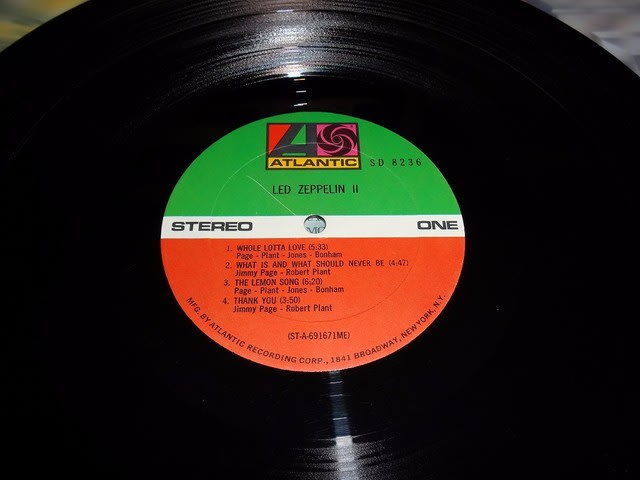 ATLANTIC
SD 8236
LED ZEPPELIN II
STEREO
ONE
1. WHOLE LOTTA LOVE (5:33)
Page - Plant - Jones - Bonham
2. WHAT IS AND WHAT SHOULD NEVER BE (4:47)
Jimmy Page - Robert Plant
3. THE LEMON SONG (6:20)
Page - Plant - Jones - Bonham
4. THANK YOU (3:50)
Jimmy Page - Robert Plant
(ST-A-691671ME)
MFG. BY ATLANTIC RECORDING CORP., 1841 BROADWAY, NEW YORK, N.Y.